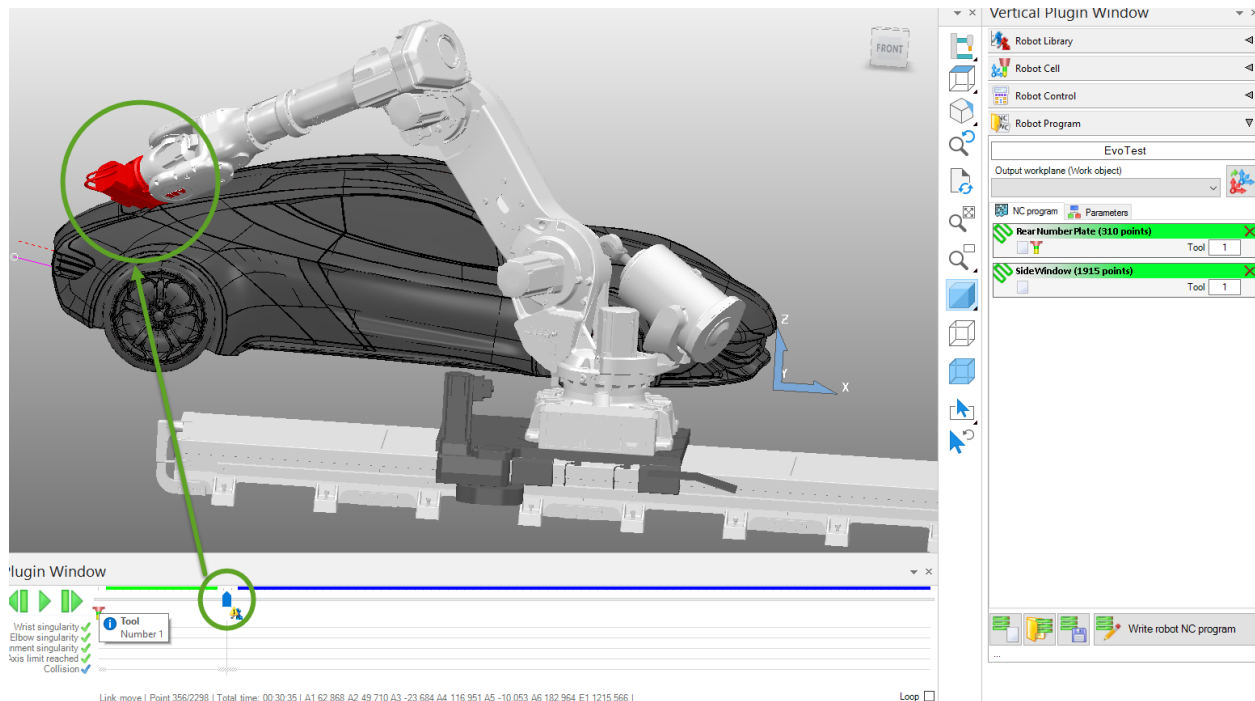 Vertical Plugin Window
Robot Library
Robot Cell
Robot Control
Robot Program
EvoTest
Output workplane (Work object)
NC program
Parameters
RearNumberPlate (310 points)
Tool 1
SideWindow (1915 points)
Tool 1
Write robot NC program
...
FRONT
Z
Y
X
Plugin Window
Tool
Number 1
Wrist singularity
Elbow singularity
nment singularity
Axis limit reached
Collision
Link move | Point 356/2298 | Total time: 00:30:35 | A1 62.868 A2 49.710 A3 -23.684 A4 116.951 A5 -10.053 A6 182.964 E1 1215.566 |
Loop